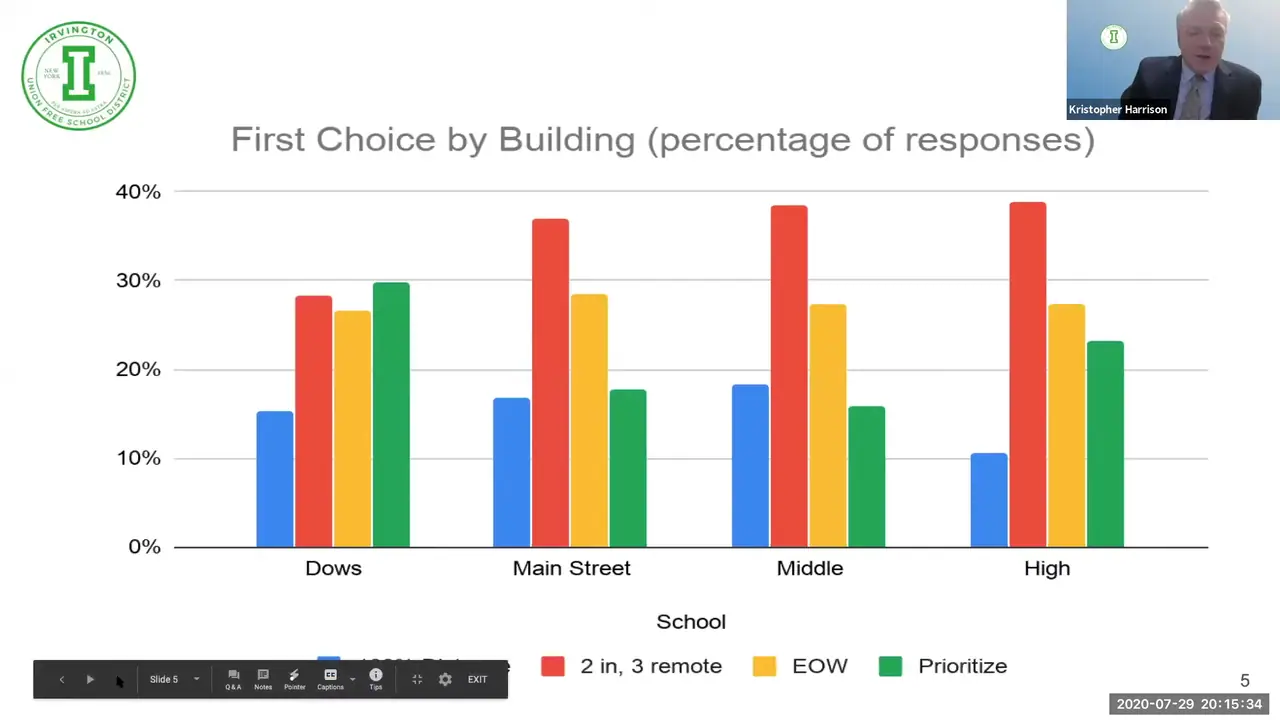 IRVINGTON
NEW YORK
UNION FREE SCHOOL DISTRICT
I
Kristopher Harrison
First Choice by Building (percentage of responses)
40%
30%
20%
10%
0%
Dows
Main Street
Middle
High
School
2 in, 3 remote
EOW
Prioritize
Slide 5
Q&A
Notes
Pointer
CC
Captions
Tips
EXIT
5
2020-07-29 20:15:34